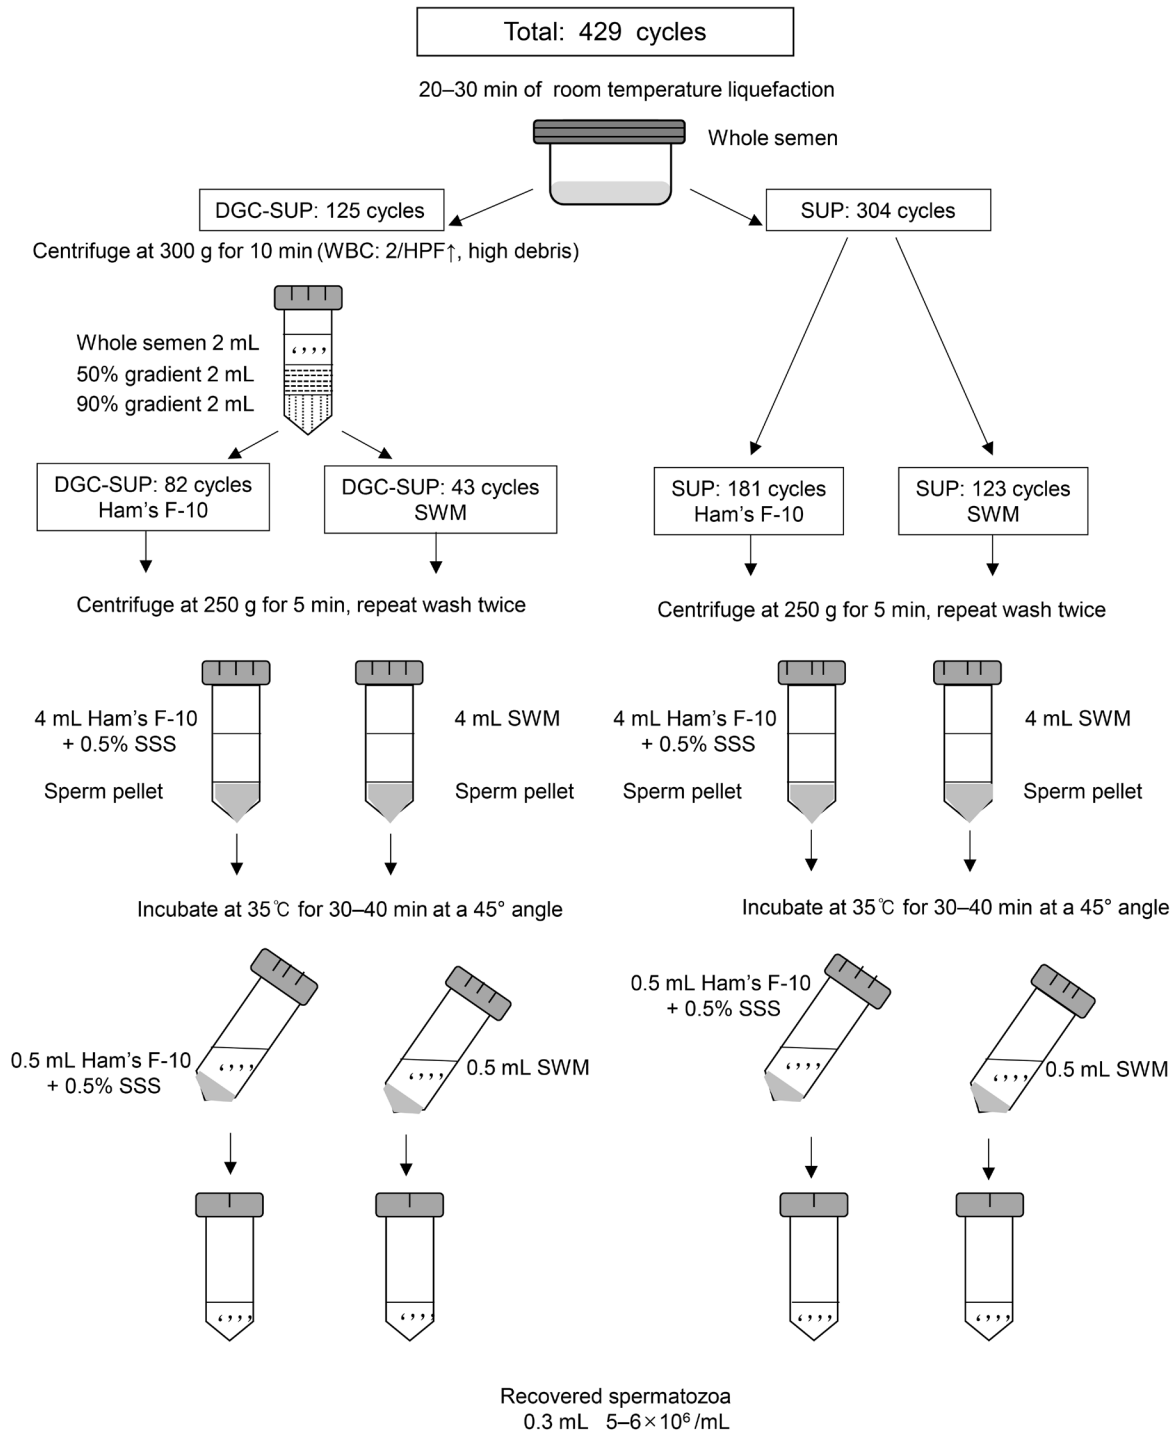 Total: 429 cycles
20–30 min of room temperature liquefaction
Whole semen
DGC-SUP: 125 cycles
SUP: 304 cycles
Centrifuge at 300 g for 10 min (WBC: 2/HPF↑, high debris)
Whole semen 2 mL
50% gradient 2 mL
90% gradient 2 mL
DGC-SUP: 82 cycles
Ham's F-10
DGC-SUP: 43 cycles
SWM
SUP: 181 cycles
Ham's F-10
SUP: 123 cycles
SWM
Centrifuge at 250 g for 5 min, repeat wash twice
Centrifuge at 250 g for 5 min, repeat wash twice
4 mL Ham's F-10
+ 0.5% SSS
Sperm pellet
4 mL SWM
Sperm pellet
4 mL Ham's F-10
+ 0.5% SSS
Sperm pellet
4 mL SWM
Sperm pellet
Incubate at 35℃ for 30–40 min at a 45° angle
Incubate at 35℃ for 30–40 min at a 45° angle
0.5 mL Ham's F-10
+ 0.5% SSS
0.5 mL SWM
0.5 mL Ham's F-10
+ 0.5% SSS
0.5 mL SWM
Recovered spermatozoa
0.3 mL 5–6×10⁶/mL